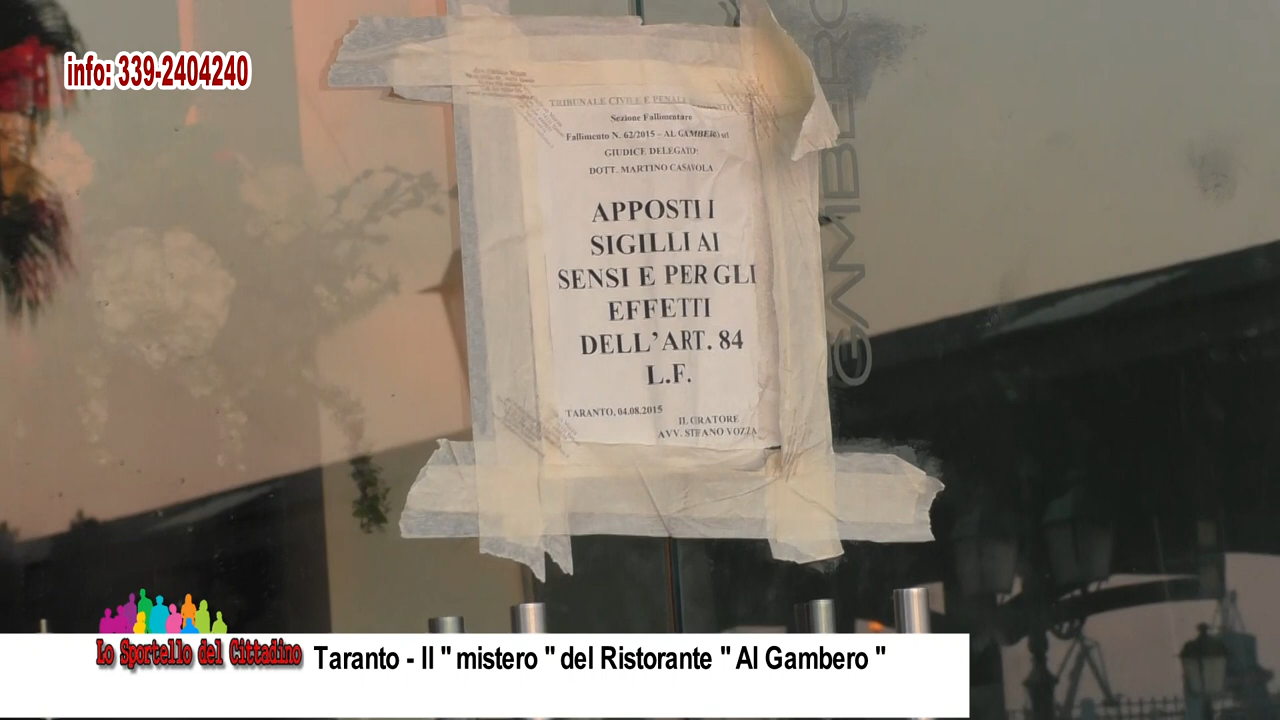 info: 339-2404240
TRIBUNALE CIVILE E PENALE
Sezione Fallimentare
Fallimento N. 62/2015 – AL GAMBERO srl
GIUDICE DELEGATO:
DOTT. MARTINO CASAVOLA
APPOSTI I
SIGILLI AI
SENSI E PER GLI
EFFETTI
DELL'ART. 84
L.F.
TARANTO, 04.08.2015
IL CURATORE
AVV. STEFANO VOZZA
GAMBERO
lo Sportello del Cittadino
Taranto - Il " mistero " del Ristorante " Al Gambero "